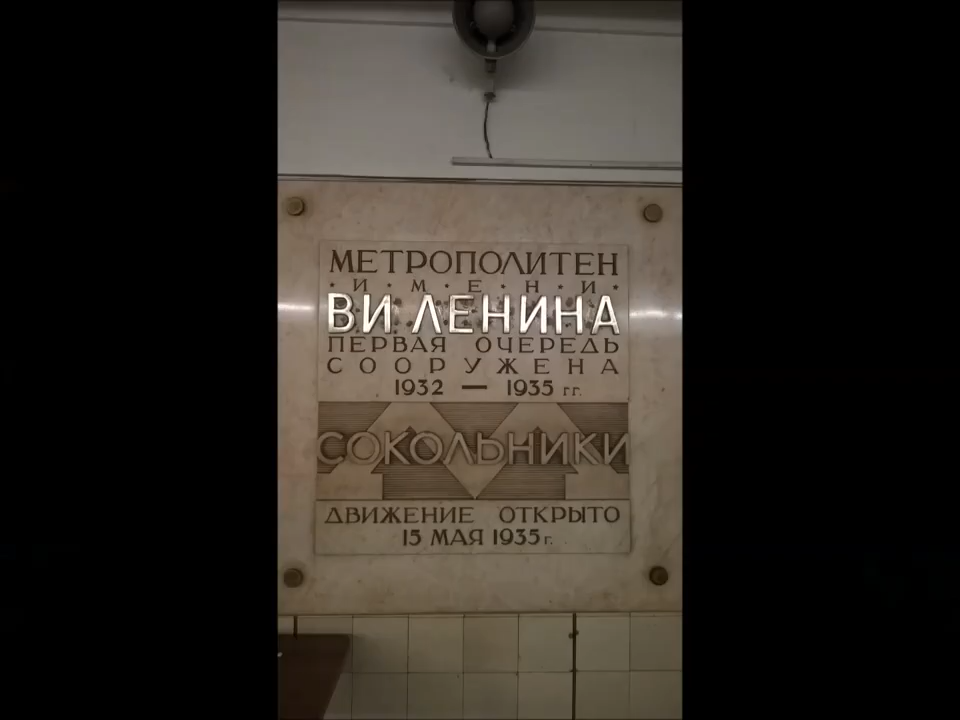 МЕТРОПОЛИТЕН
· И · М · Е · Н · И ·
ВИ ЛЕНИНА
ПЕРВАЯ ОЧЕРЕДЬ
СООРУЖЕНА
1932 — 1935 гг.
СОКОЛЬНИКИ
ДВИЖЕНИЕ ОТКРЫТО
15 МАЯ 1935 г.